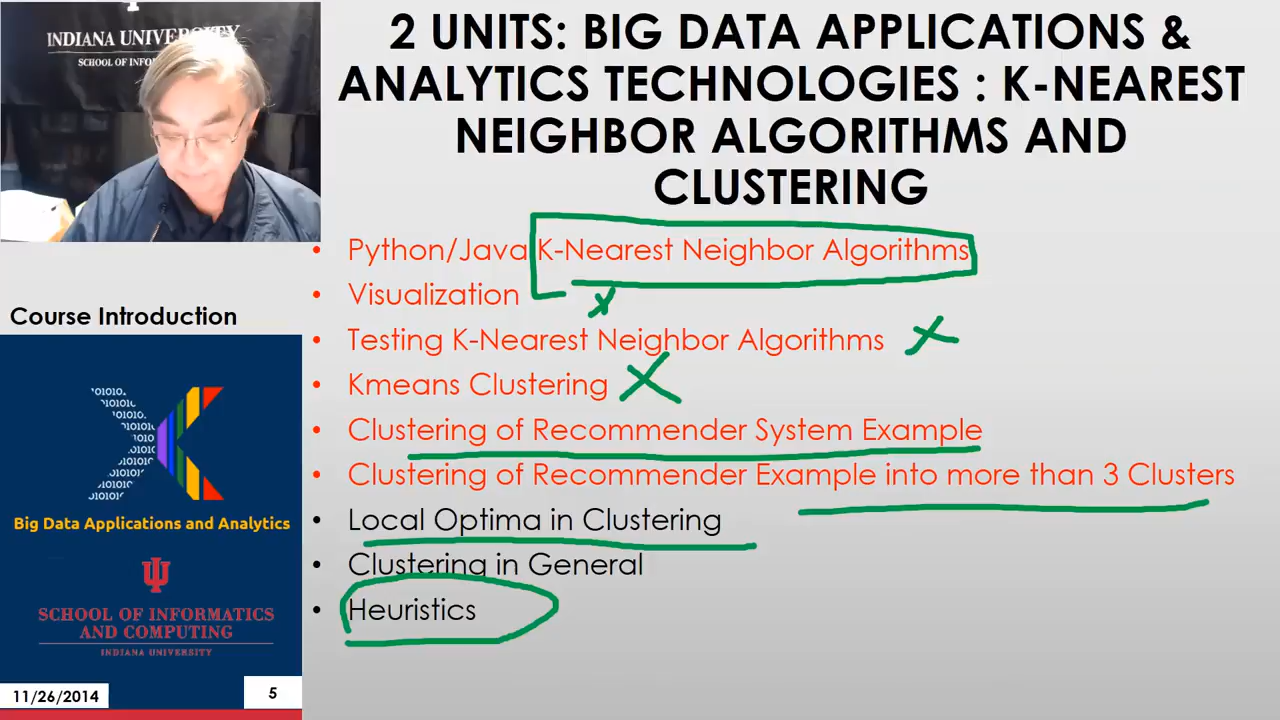 INDIANA UNIVERSITY
SCHOOL OF INFO
2 UNITS: BIG DATA APPLICATIONS &
ANALYTICS TECHNOLOGIES : K-NEAREST
NEIGHBOR ALGORITHMS AND
CLUSTERING
• Python/Java K-Nearest Neighbor Algorithms
• Visualization
• Testing K-Nearest Neighbor Algorithms
• Kmeans Clustering
• Clustering of Recommender System Example
• Clustering of Recommender Example into more than 3 Clusters
• Local Optima in Clustering
• Clustering in General
• Heuristics
Course Introduction
Big Data Applications and Analytics
SCHOOL OF INFORMATICS
AND COMPUTING
INDIANA UNIVERSITY
11/26/2014
5